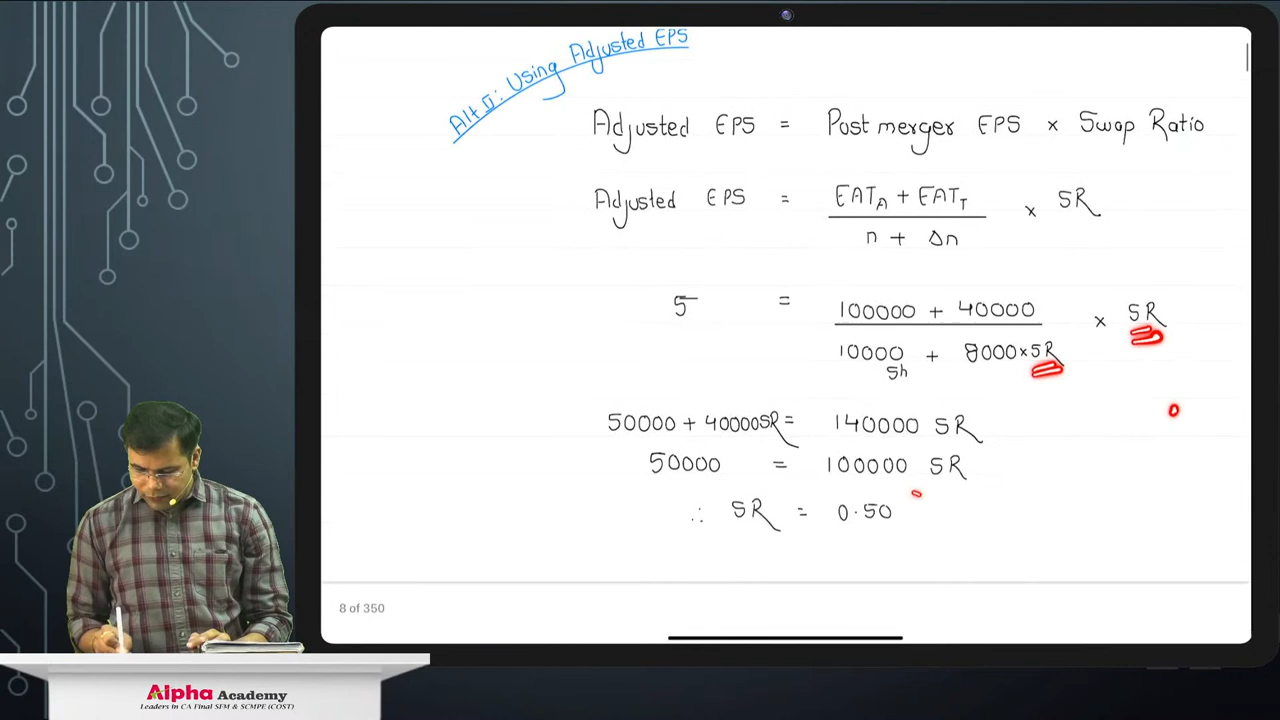 Alt II: Using Adjusted EPS
Adjusted EPS = Post merger EPS × Swap Ratio
Adjusted EPS = EAT_A + EAT_T / n + Δn × SR
5 = 100000 + 40000 / 10000 sh + 8000×SR × SR
50000 + 40000SR = 140000 SR
50000 = 100000 SR
∴ SR = 0.50
8 of 350
Alpha Academy
Leaders in CA Final SFM & SCMPE (COST)